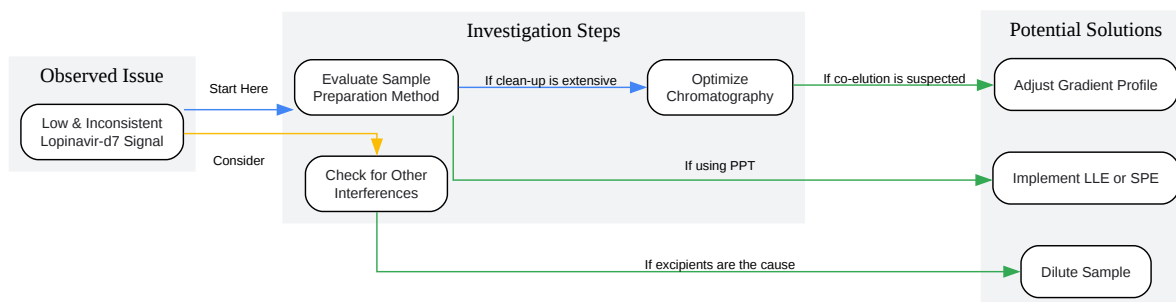 Investigation Steps
Potential Solutions
Observed Issue
Start Here
Evaluate Sample
Preparation Method
If clean-up is extensive
Optimize
Chromatography
If co-elution is suspected
Adjust Gradient Profile
Low & Inconsistent
Lopinavir-d7 Signal
Consider
Check for Other
Interferences
If using PPT
Implement LLE or SPE
If excipients are the cause
Dilute Sample